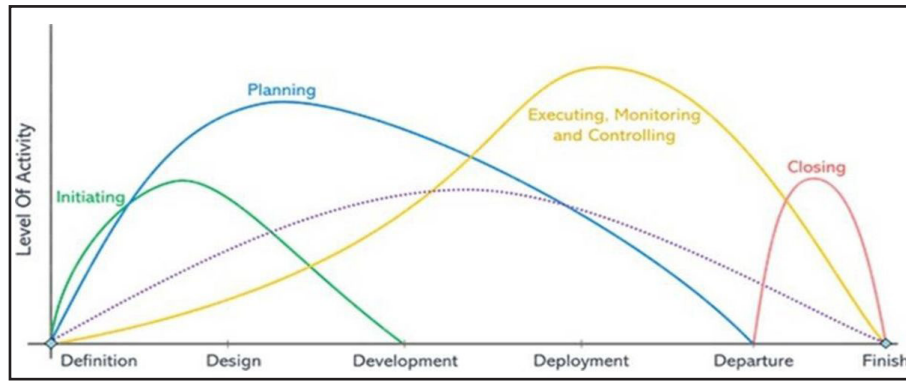 Planning
Executing, Monitoring
and Controlling
Closing
Initiating
Level Of Activity
Definition
Design
Development
Deployment
Departure
Finish